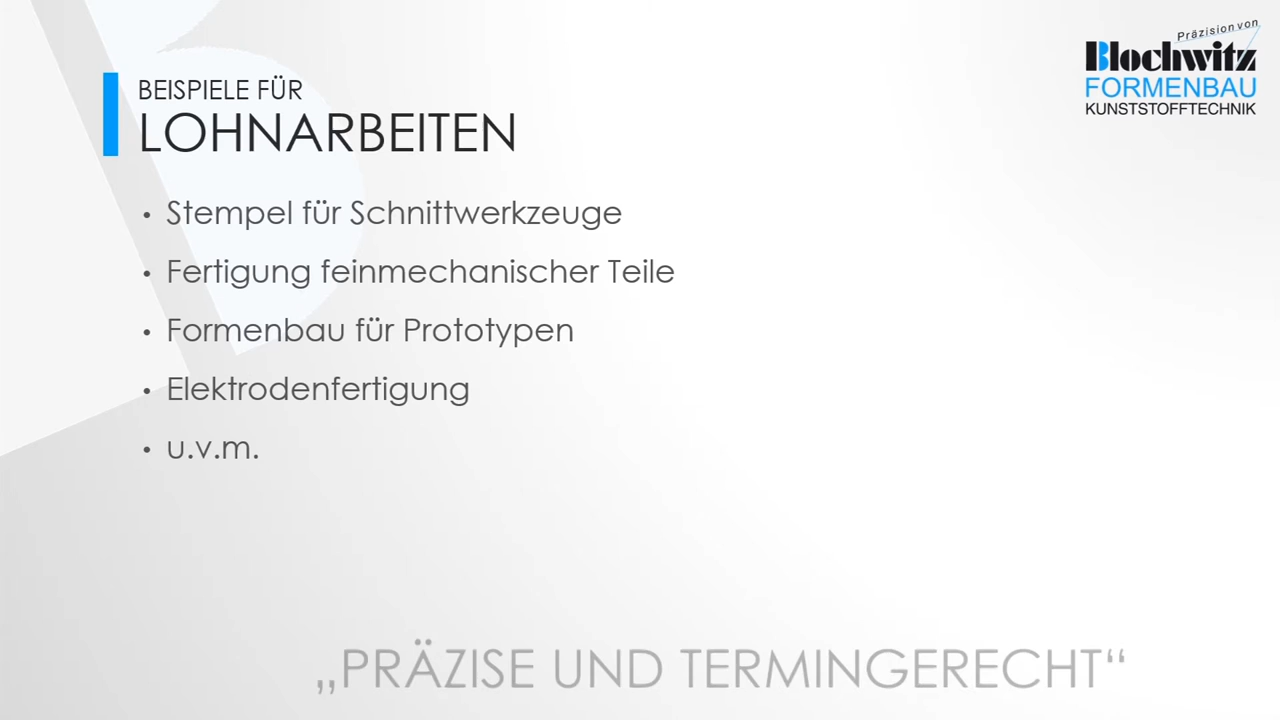 Präzision von
Blochwitz
FORMENBAU
KUNSTSTOFFTECHNIK
BEISPIELE FÜR
LOHNARBEITEN
• Stempel für Schnittwerkzeuge
• Fertigung feinmechanischer Teile
• Formenbau für Prototypen
• Elektrodenfertigung
• u.v.m.
„PRÄZISE UND TERMINGERECHT“